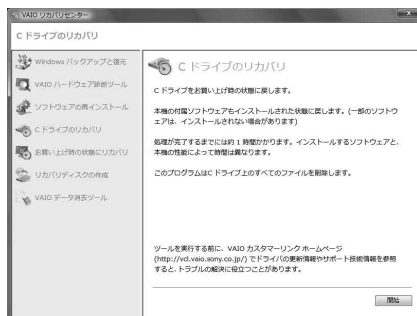 VAIO リカバリセンター
C ドライブのリカバリ
Windows バックアップと復元
VAIO ハードウェア診断ツール
ソフトウェアの再インストール
C ドライブのリカバリ
お買い上げ時の状態にリカバリ
リカバリディスクの作成
VAIO データ消去ツール
C ドライブのリカバリ
C ドライブをお買い上げ時の状態に戻します。
本機の付属ソフトウェアもインストールされた状態に戻します。(一部のソフトウ
ェアは、インストールされない場合があります)
処理が完了するまでには約 1 時間かかります。インストールするソフトウェアと、
本機の性能によって時間は異なります。
このプログラムはC ドライブ上のすべてのファイルを削除します。
ツールを実行する前に、VAIO カスタマーリンク ホームページ
(http://vcl.vaio.sony.co.jp/) でドライバの更新情報やサポート技術情報を参照
すると、トラブルの解決に役立つことがあります。
開始